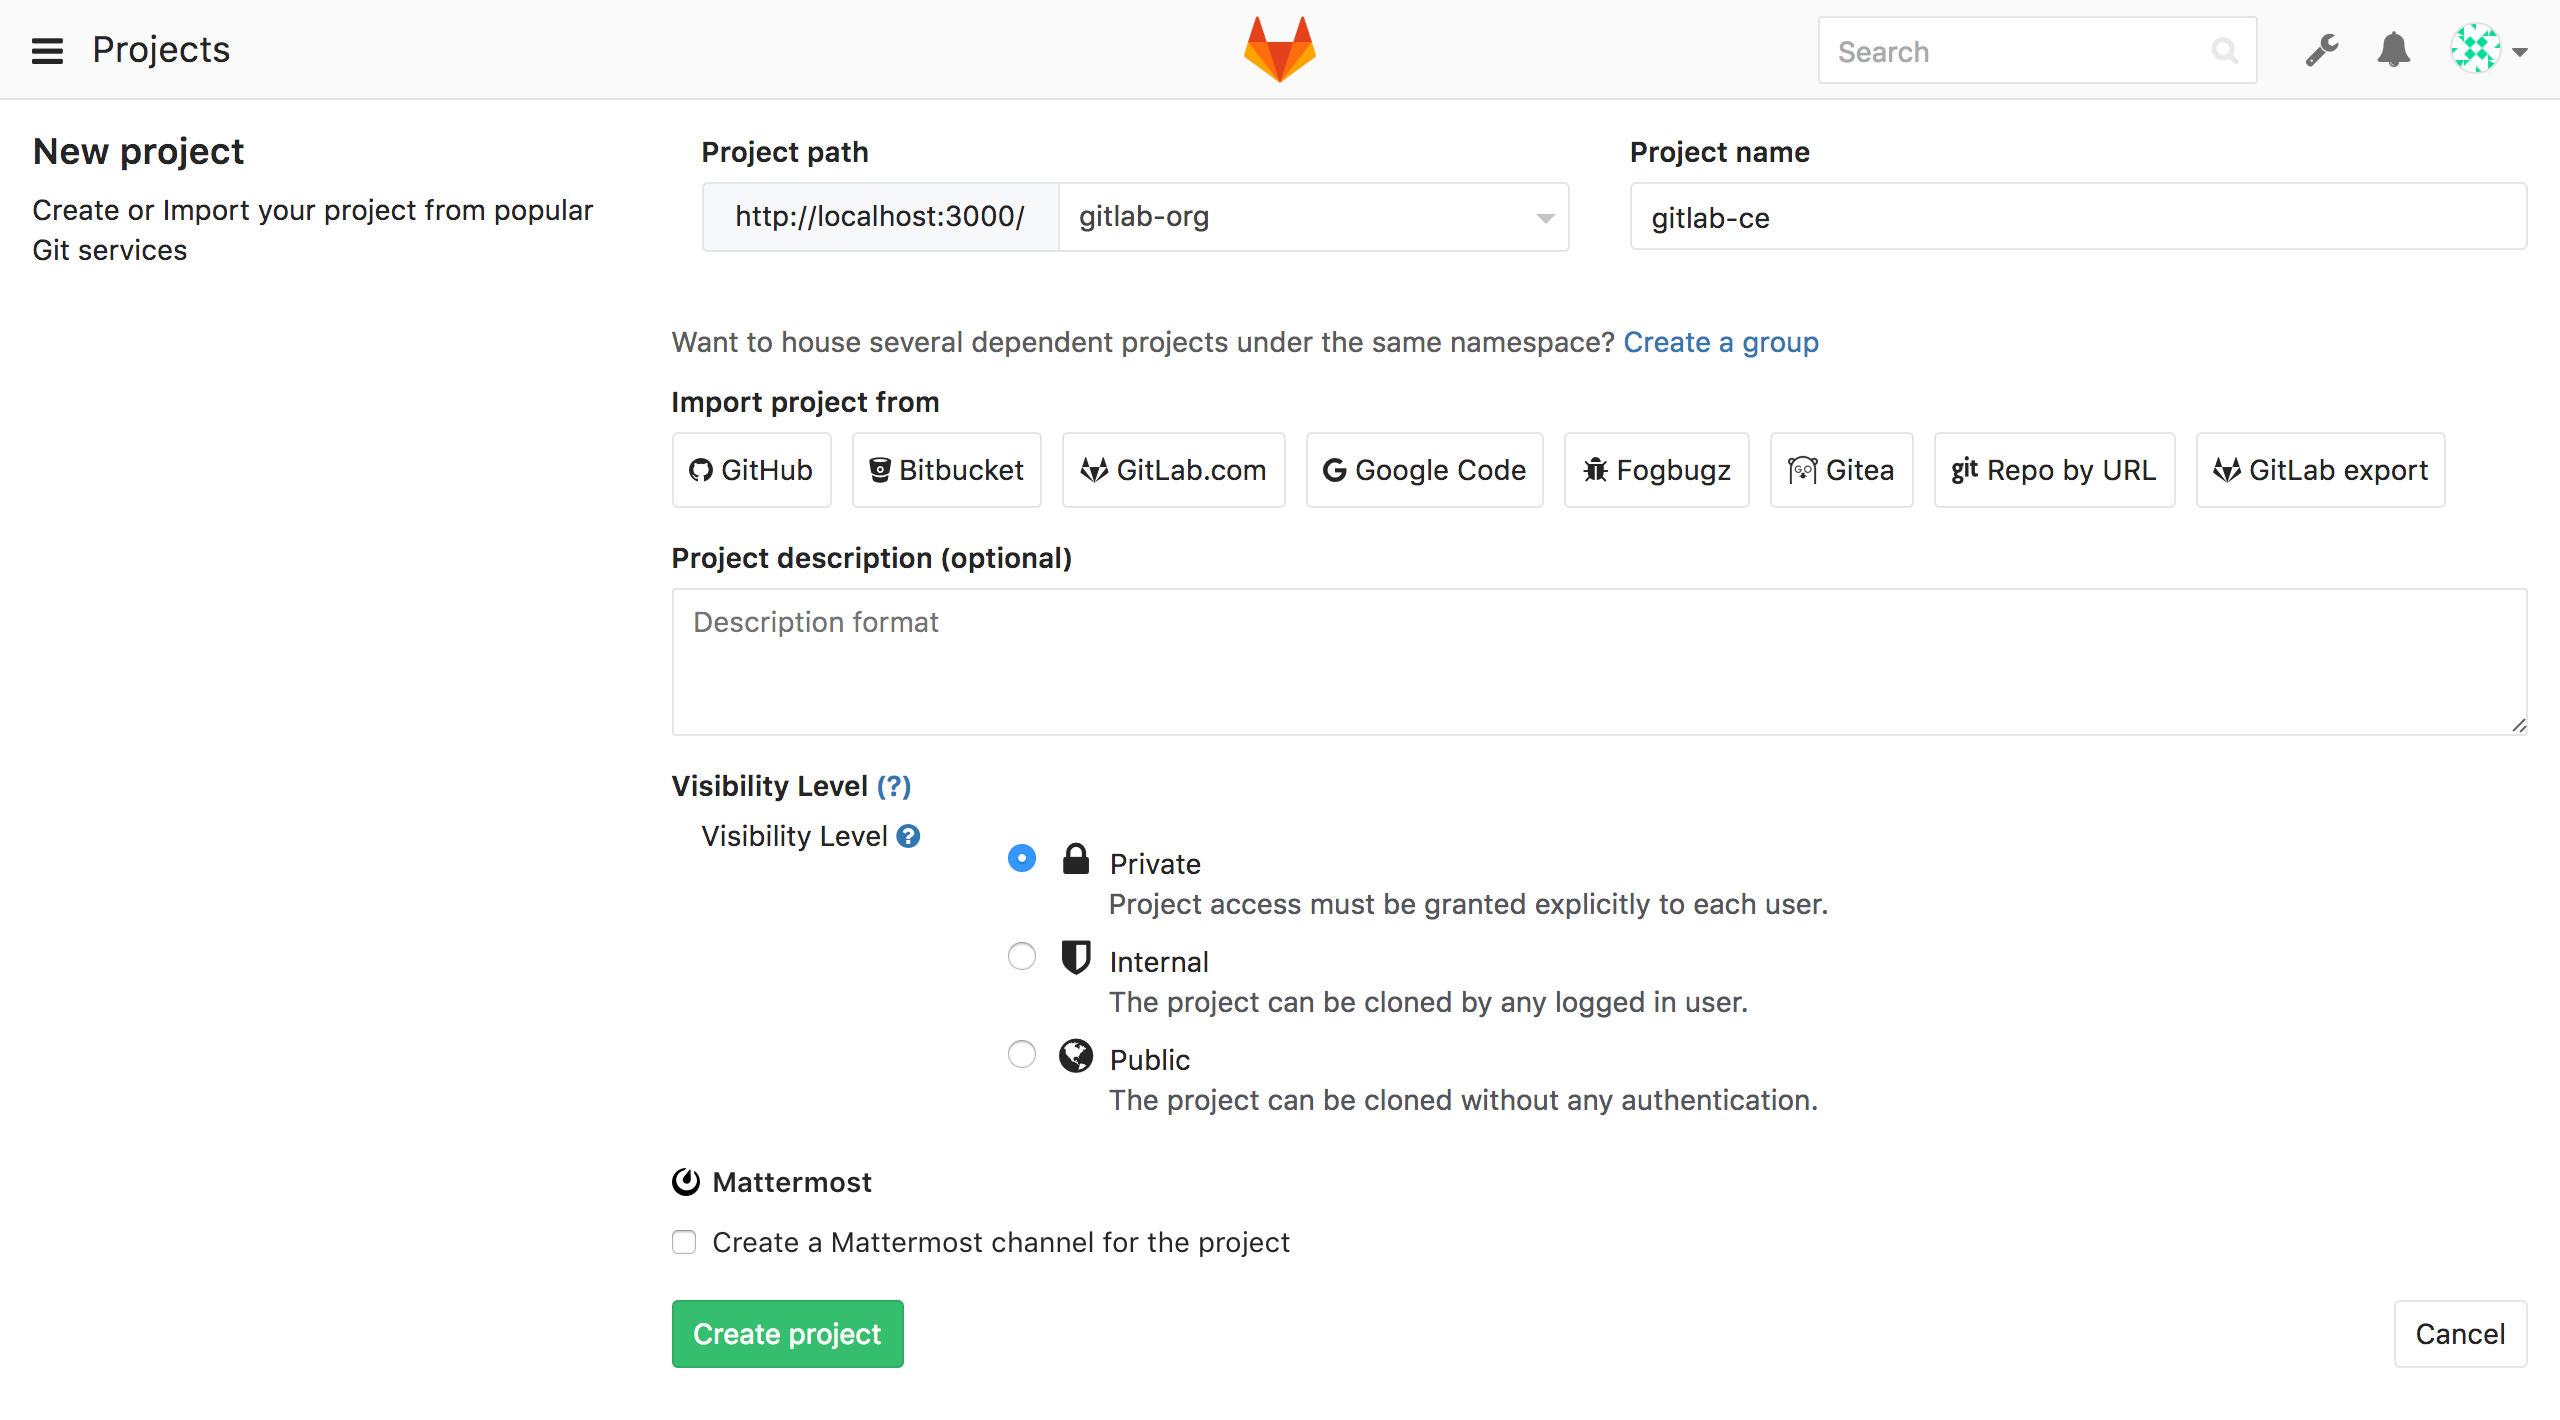 Projects
Search
New project
Create or Import your project from popular
Git services
Project path
http://localhost:3000/
gitlab-org
Project name
gitlab-ce
Want to house several dependent projects under the same namespace? Create a group
Import project from
GitHub
Bitbucket
GitLab.com
Google Code
Fogbugz
Gitea
git Repo by URL
GitLab export
Project description (optional)
Description format
Visibility Level (?)
Visibility Level ?
Private
Project access must be granted explicitly to each user.
Internal
The project can be cloned by any logged in user.
Public
The project can be cloned without any authentication.
Mattermost
Create a Mattermost channel for the project
Create project
Cancel